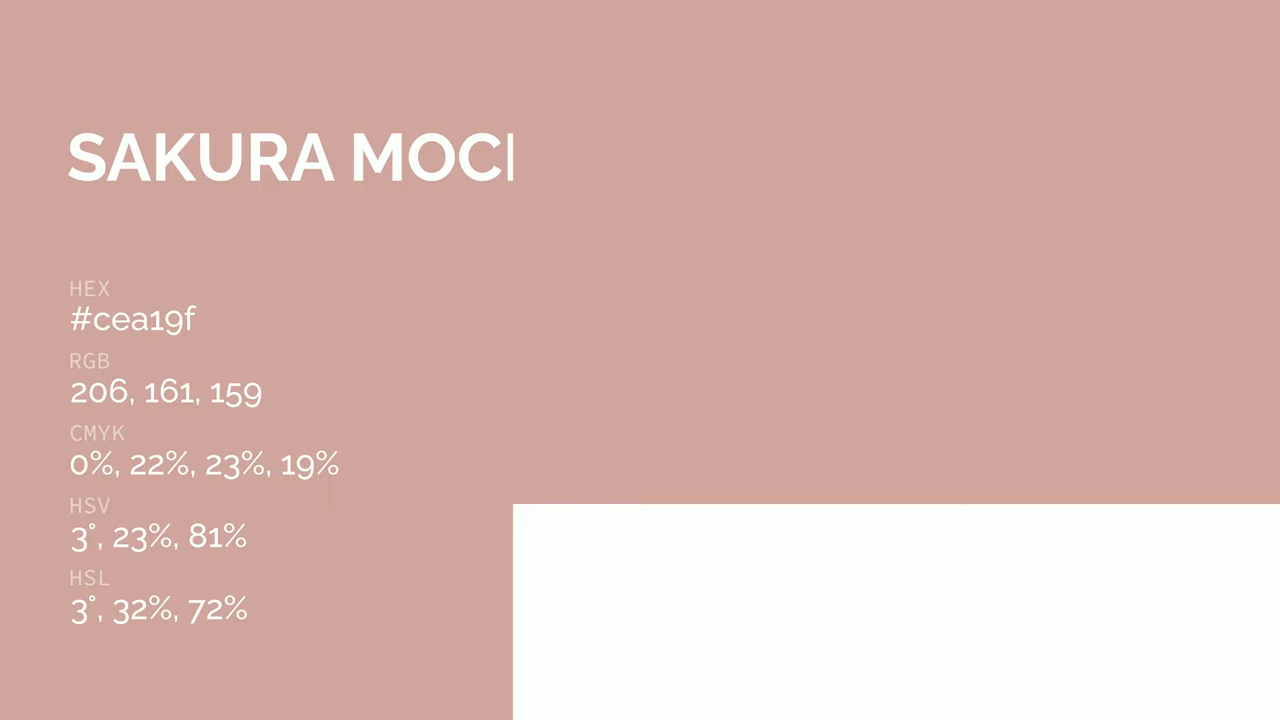 SAKURA MOC
HEX
#cea19f
RGB
206, 161, 159
CMYK
0%, 22%, 23%, 19%
HSV
3°, 23%, 81%
HSL
3°, 32%, 72%